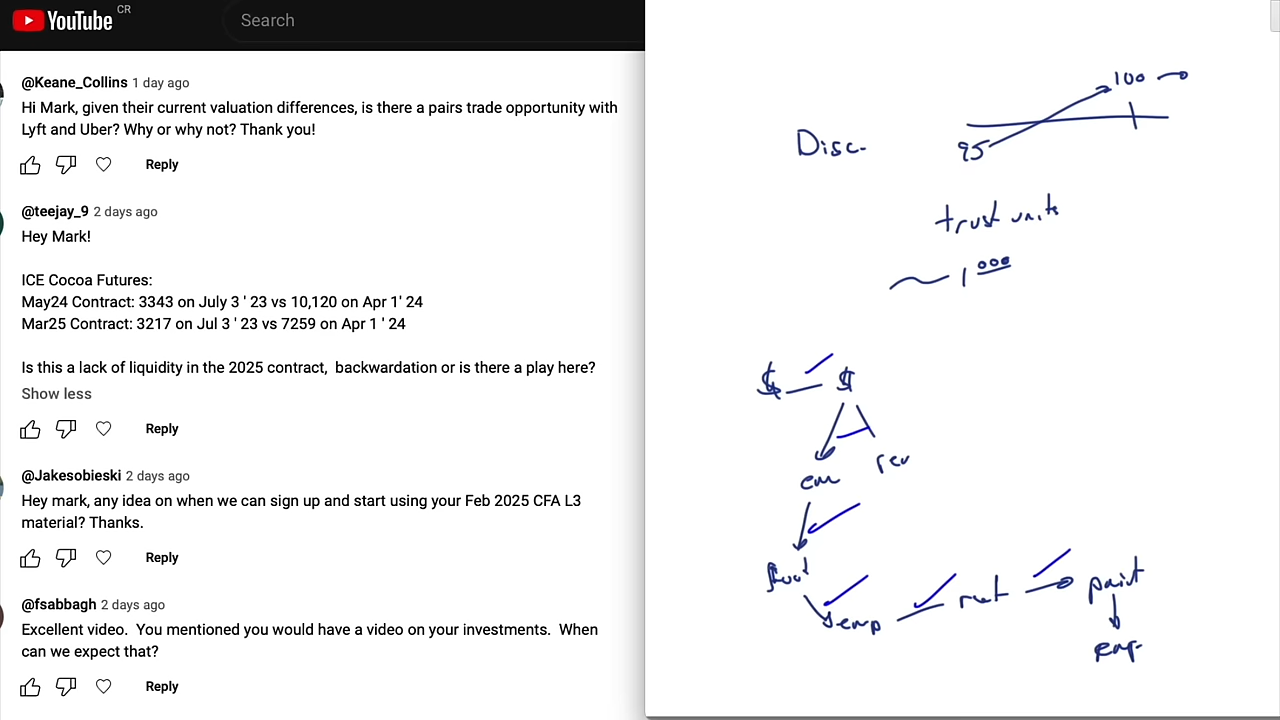 YouTube CR
Search
@Keane_Collins 1 day ago
Hi Mark, given their current valuation differences, is there a pairs trade opportunity with
Lyft and Uber? Why or why not? Thank you!
Reply
@teejay_9 2 days ago
Hey Mark!
ICE Cocoa Futures:
May24 Contract: 3343 on July 3 ' 23 vs 10,120 on Apr 1' 24
Mar25 Contract: 3217 on Jul 3 ' 23 vs 7259 on Apr 1 ' 24
Is this a lack of liquidity in the 2025 contract, backwardation or is there a play here?
Show less
Reply
@Jakesobieski 2 days ago
Hey mark, any idea on when we can sign up and start using your Feb 2025 CFA L3
material? Thanks.
Reply
@fsabbagh 2 days ago
Excellent video. You mentioned you would have a video on your investments. When
can we expect that?
Reply
100
Disc.
95
trust units
1000
$ $
rev
em
temp
paint